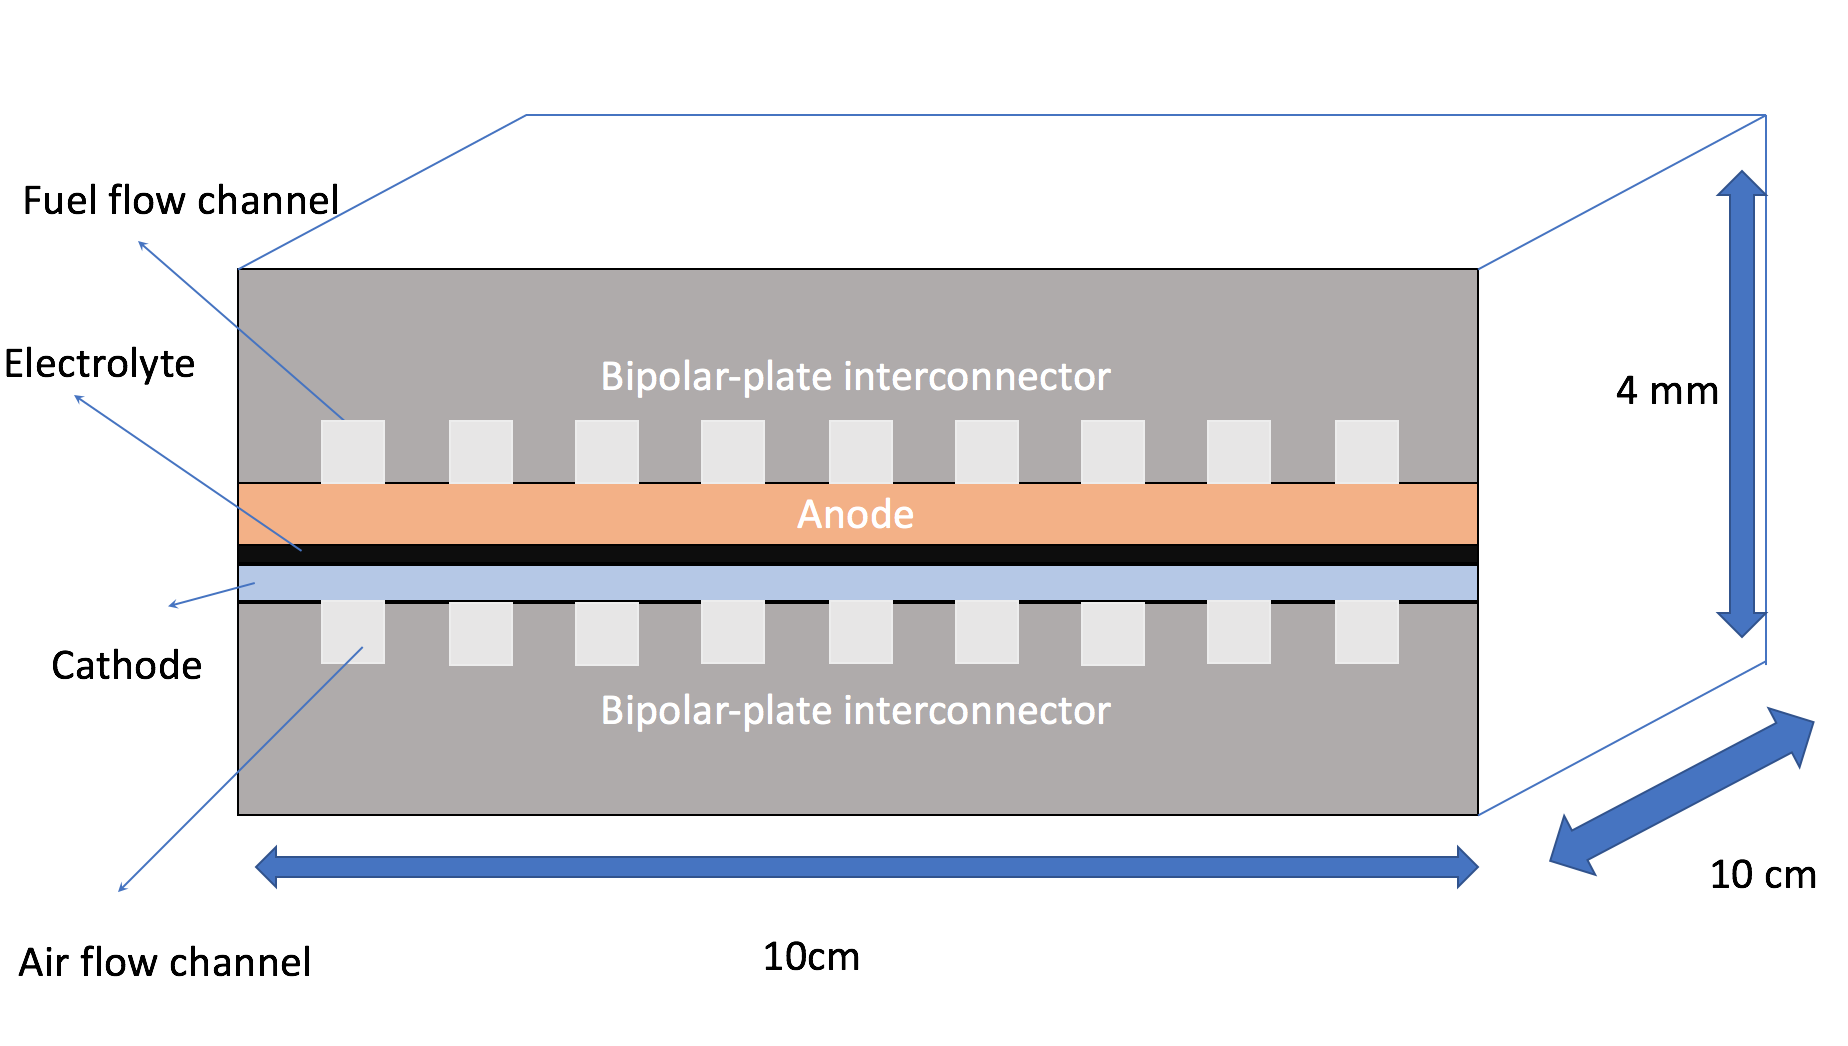 Fuel flow channel
Electrolyte
Bipolar-plate interconnector
4 mm
Anode
Cathode
Bipolar-plate interconnector
10 cm
Air flow channel
10cm